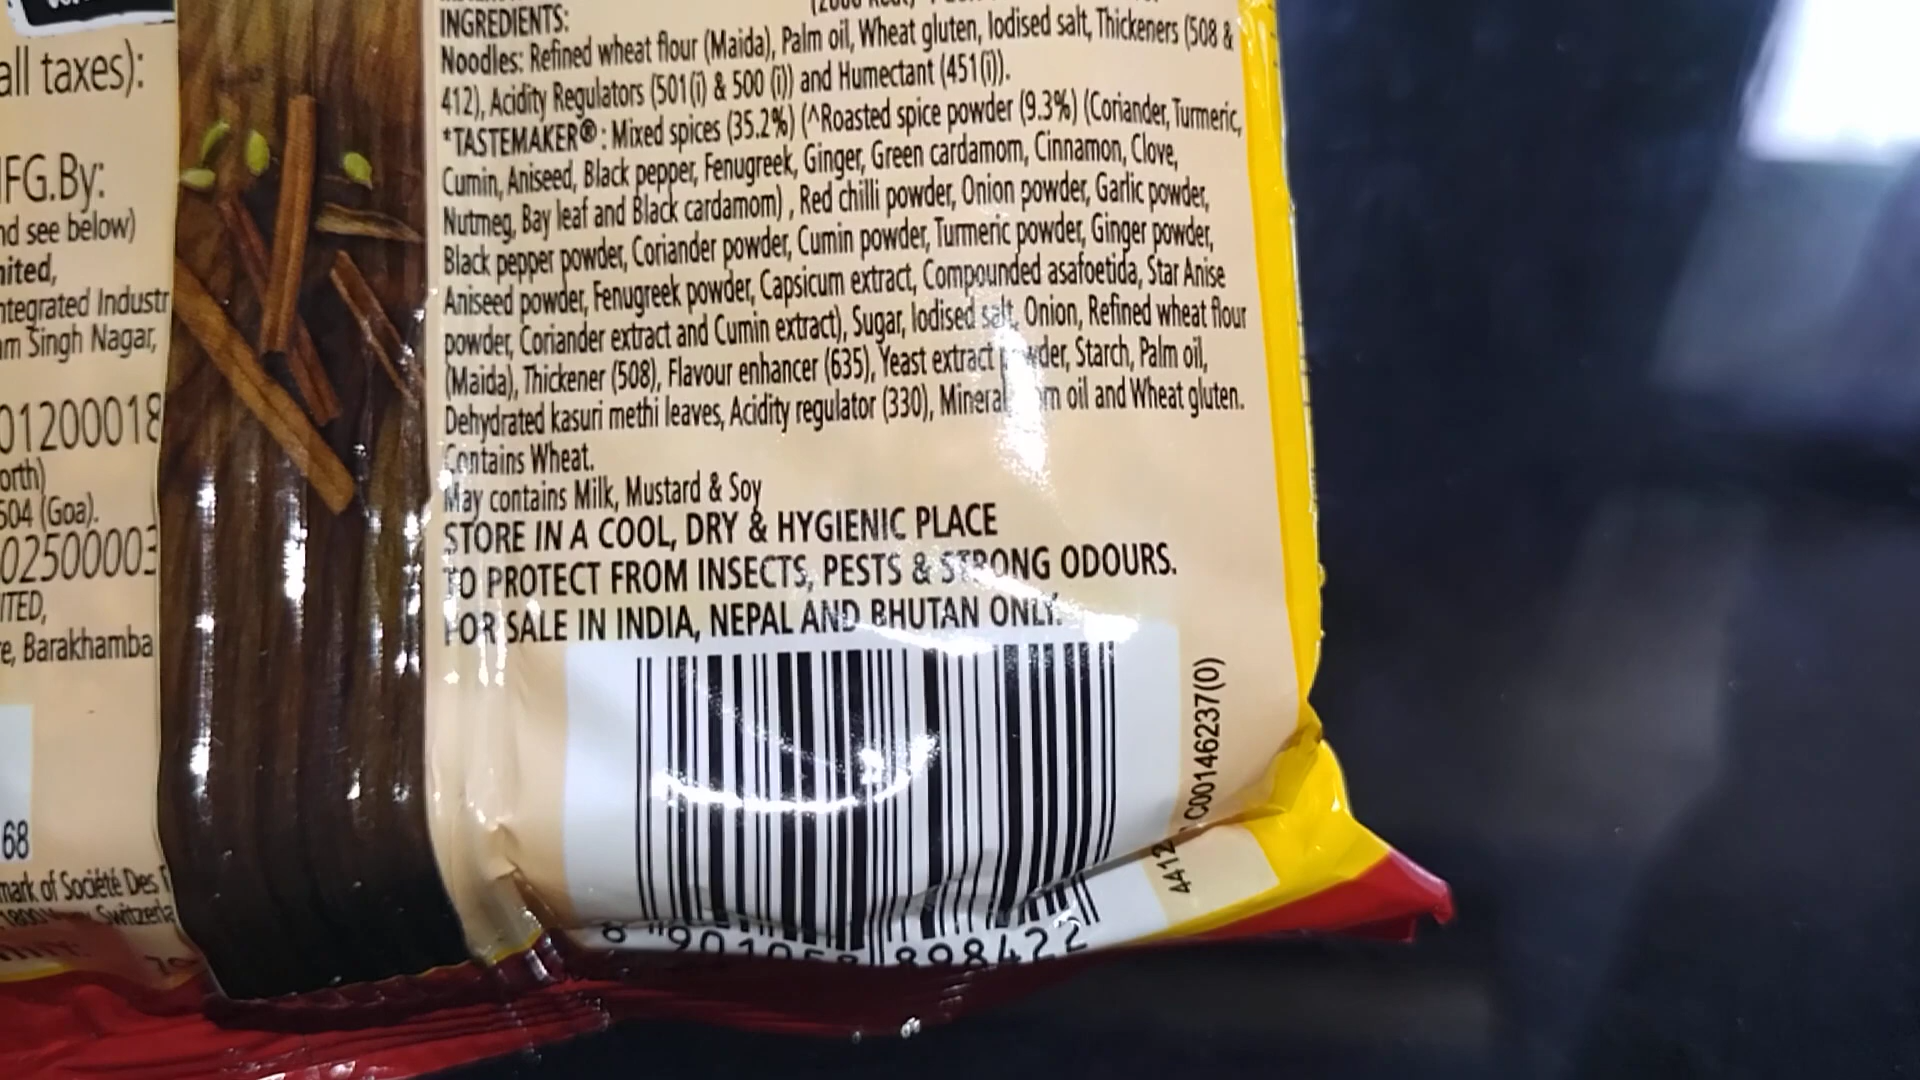 all taxes):
FG.By:
nd see below)
ited,
ntegrated Industr
am Singh Nagar,
01200018
orth)
504 (Goa).
02500003
ITED,
e, Barakhamba
68
mark of Société Des
INGREDIENTS:
Noodles: Refined wheat flour (Maida), Palm oil, Wheat gluten, Iodised salt, Thickeners (508 &
412), Acidity Regulators (501(i) & 500 (i)) and Humectant (451(i)).
*TASTEMAKER®: Mixed spices (35.2%) (^Roasted spice powder (9.3%) (Coriander, Turmeric,
Cumin, Aniseed, Black pepper, Fenugreek, Ginger, Green cardamom, Cinnamon, Clove,
Nutmeg, Bay leaf and Black cardamom) , Red chilli powder, Onion powder, Garlic powder,
Black pepper powder, Coriander powder, Cumin powder, Turmeric powder, Ginger powder,
Aniseed powder, Fenugreek powder, Capsicum extract, Compounded asafoetida, Star Anise
powder, Coriander extract and Cumin extract), Sugar, Iodised salt, Onion, Refined wheat flour
(Maida), Thickener (508), Flavour enhancer (635), Yeast extract powder, Starch, Palm oil,
Dehydrated kasuri methi leaves, Acidity regulator (330), Mineral, oil and Wheat gluten.
Contains Wheat.
May contains Milk, Mustard & Soy
STORE IN A COOL, DRY & HYGIENIC PLACE
TO PROTECT FROM INSECTS, PESTS & STRONG ODOURS.
FOR SALE IN INDIA, NEPAL AND BHUTAN ONLY.
4412 C00146237(0)
8 901058 898422